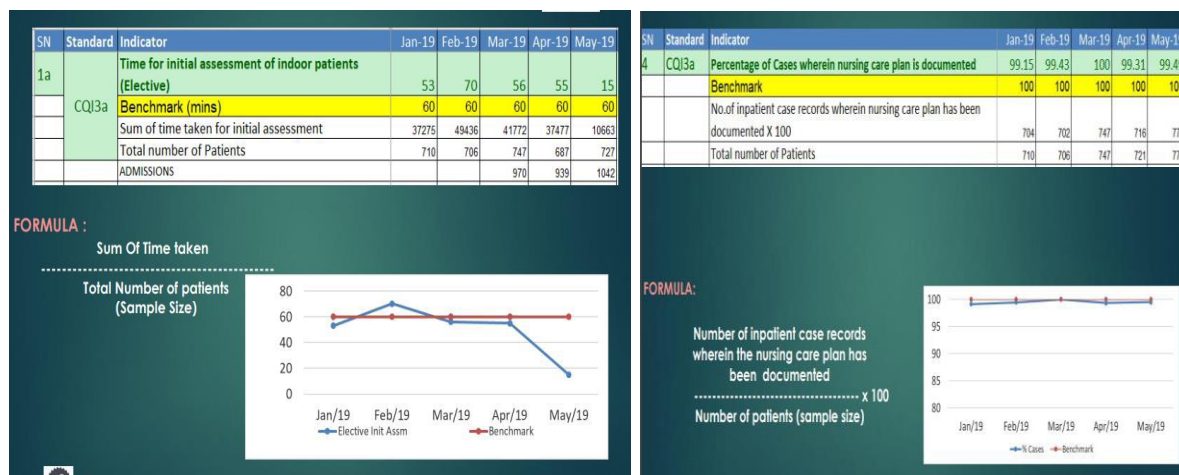 SN Standard Indicator Jan-19 Feb-19 Mar-19 Apr-19 May-19
1a CQI3a Time for initial assessment of indoor patients
(Elective) 53 70 56 55 15
Benchmark (mins) 60 60 60 60 60
Sum of time taken for initial assessment 37275 49436 41772 37477 10663
Total number of Patients 710 706 747 687 727
ADMISSIONS 970 939 1042
FORMULA :
Sum Of Time taken
Total Number of patients
(Sample Size)
80
60
40
20
0
Jan/19 Feb/19 Mar/19 Apr/19 May/19
Elective Init Assm Benchmark
SN Standard Indicator Jan-19 Feb-19 Mar-19 Apr-19 May-1
4 CQI3a Percentage of Cases wherein nursing care plan is documented 99.15 99.43 100 99.31 99.4
Benchmark 100 100 100 100 10
No.of inpatient case records wherein nursing care plan has been
documented X 100 704 702 747 716 77
Total number of Patients 710 706 747 721 77
FORMULA:
Number of inpatient case records
wherein the nursing care plan has
been documented
x 100
Number of patients (sample size)
100
95
90
85
80
Jan/19 Feb/19 Mar/19 Apr/19 May/19
% Cases Benchmark